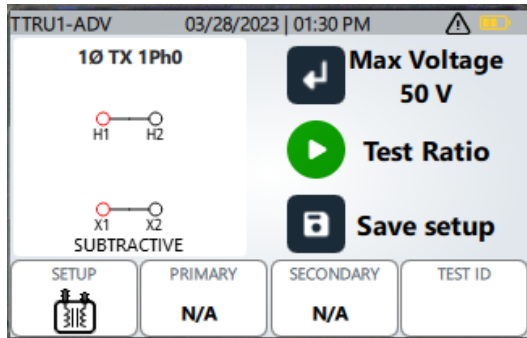 TTRU1-ADV 03/28/2023 | 01:30 PM
1Ø TX 1Ph0
H1 H2
X1 X2
SUBTRACTIVE
Max Voltage
50 V
Test Ratio
Save setup
SETUP PRIMARY SECONDARY TEST ID
N/A N/A